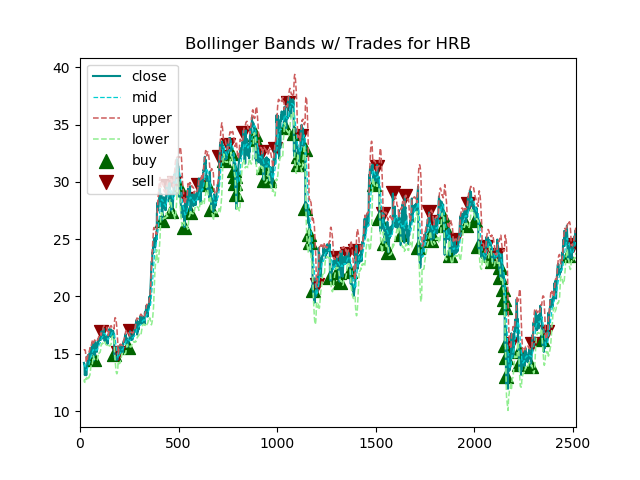 Bollinger Bands w/ Trades for HRB
40
35
30
25
20
15
10
close
mid
upper
lower
buy
sell
0 500 1000 1500 2000 2500